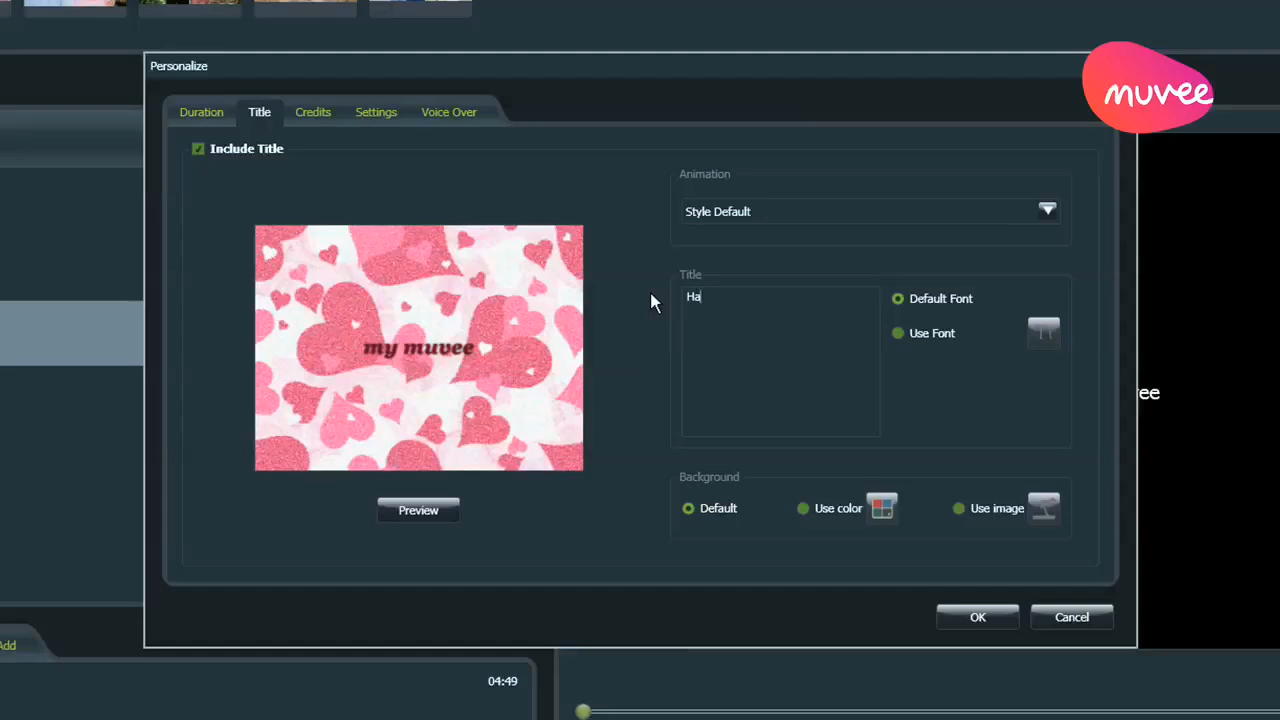 Personalize
muvee
Duration
Title
Credits
Settings
Voice Over
Include Title
Animation
Style Default
my muvee
Title
Ha
Default Font
Use Font
Background
Default
Use color
Use image
Preview
OK
Cancel
ee
Add
04:49